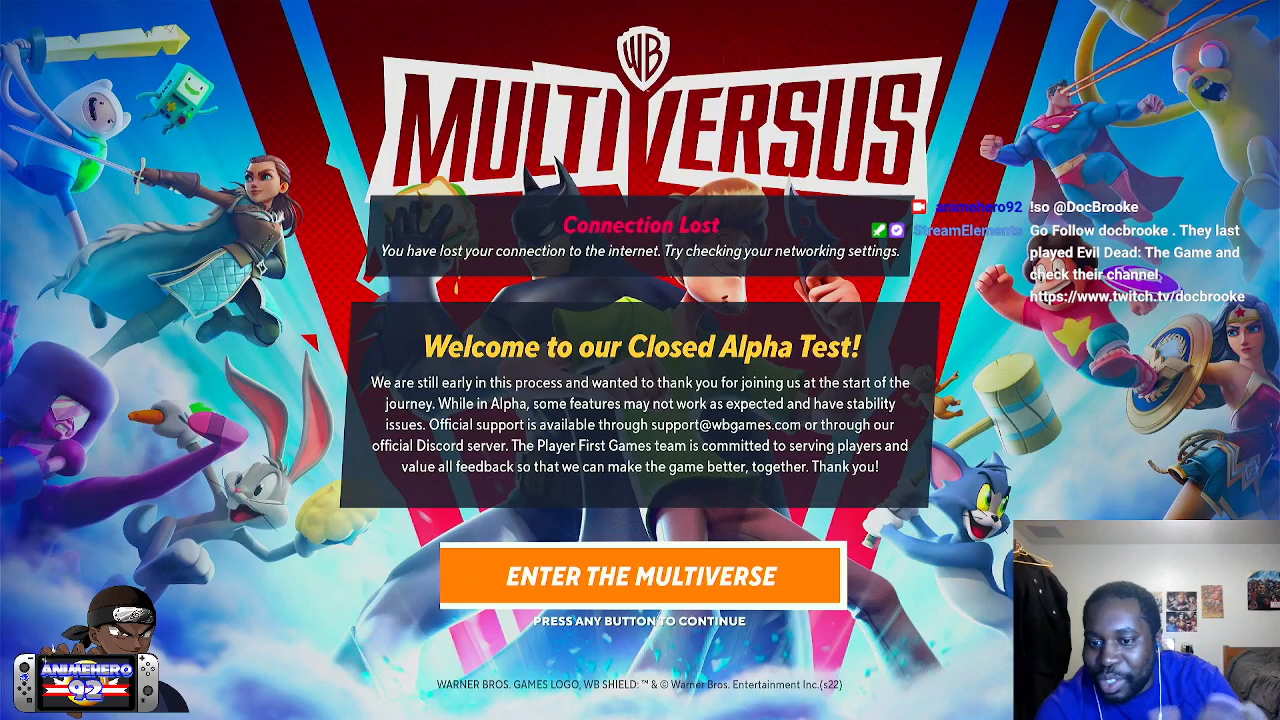 WB
MULTIVERSUS
Connection Lost
You have lost your connection to the internet. Try checking your networking settings.
animehero92 !so @DocBrooke
StreamElements Go Follow docbrooke . They last
played Evil Dead: The Game and
check their channel
https://www.twitch.tv/docbrooke
Welcome to our Closed Alpha Test!
We are still early in this process and wanted to thank you for joining us at the start of the
journey. While in Alpha, some features may not work as expected and have stability
issues. Official support is available through support@wbgames.com or through our
official Discord server. The Player First Games team is committed to serving players and
value all feedback so that we can make the game better, together. Thank you!
ENTER THE MULTIVERSE
PRESS ANY BUTTON TO CONTINUE
ANIMEHERO
92
WARNER BROS. GAMES LOGO, WB SHIELD: ™ & © Warner Bros. Entertainment Inc.(s22)